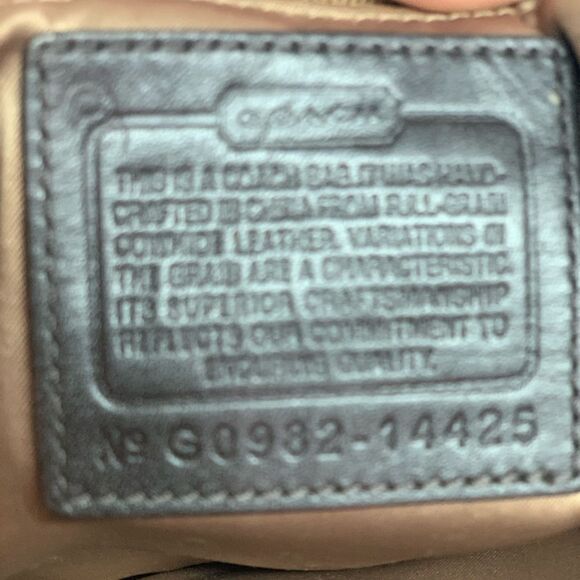 COACH
THIS IS A COACH BAG. IT WAS HAND-
CRAFTED IN CHINA FROM FULL-GRAIN
COWHIDE LEATHER. VARIATIONS IN
THE GRAIN ARE A CHARACTERISTIC.
ITS SUPERIOR CRAFTSMANSHIP
REFLECTS OUR COMMITMENT TO
QUALITY.
Nº G0982-14425